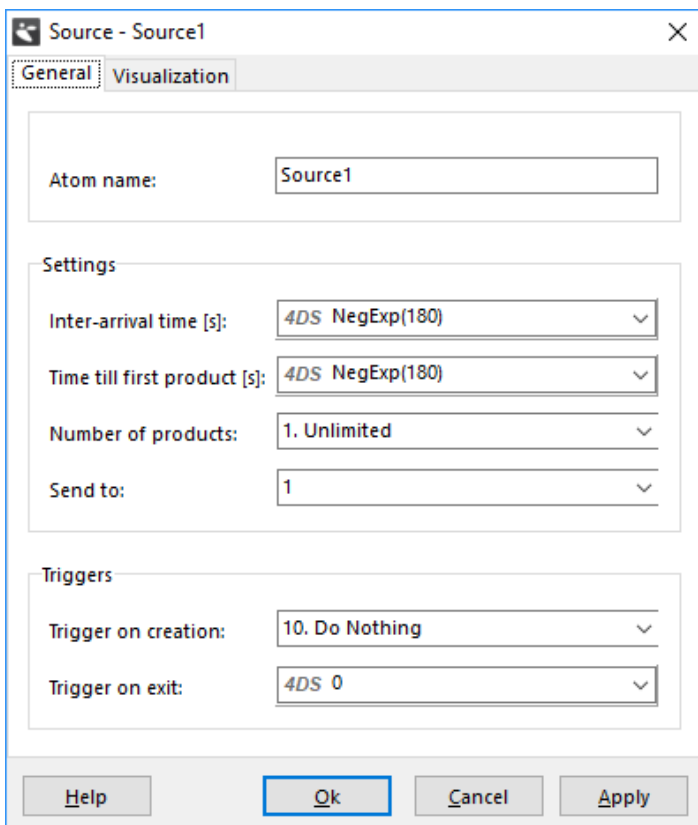 Source - Source1
General Visualization
Atom name: Source1
Settings
Inter-arrival time [s]: 4DS NegExp(180)
Time till first product [s]: 4DS NegExp(180)
Number of products: 1. Unlimited
Send to: 1
Triggers
Trigger on creation: 10. Do Nothing
Trigger on exit: 4DS 0
Help Ok Cancel Apply